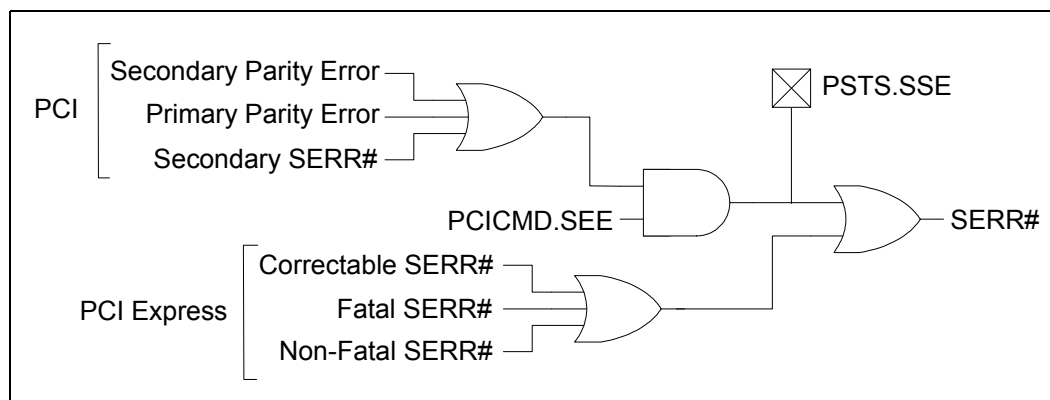 Secondary Parity Error
PSTS.SSE
PCI
Primary Parity Error
Secondary SERR#
PCICMD.SEE
SERR#
Correctable SERR#
PCI Express
Fatal SERR#
Non-Fatal SERR#